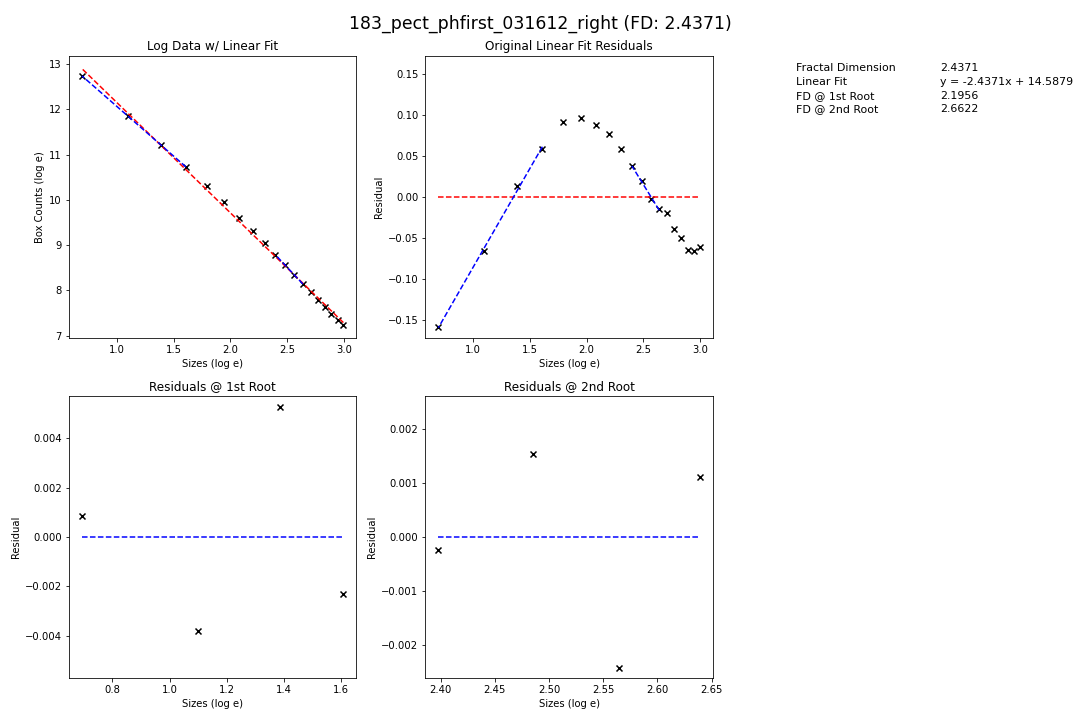 183_pect_phfirst_031612_right (FD: 2.4371)
Log Data w/ Linear Fit
13
12
11
10
9
8
7
Box Counts (log e)
1.0 1.5 2.0 2.5 3.0
Sizes (log e)
Original Linear Fit Residuals
0.15
0.10
0.05
0.00
−0.05
−0.10
−0.15
Residual
1.0 1.5 2.0 2.5 3.0
Sizes (log e)
Fractal Dimension 2.4371
Linear Fit y = -2.4371x + 14.5879
FD @ 1st Root 2.1956
FD @ 2nd Root 2.6622
Residuals @ 1st Root
0.004
0.002
0.000
−0.002
−0.004
Residual
0.8 1.0 1.2 1.4 1.6
Sizes (log e)
Residuals @ 2nd Root
0.002
0.001
0.000
−0.001
−0.002
Residual
2.40 2.45 2.50 2.55 2.60 2.65
Sizes (log e)